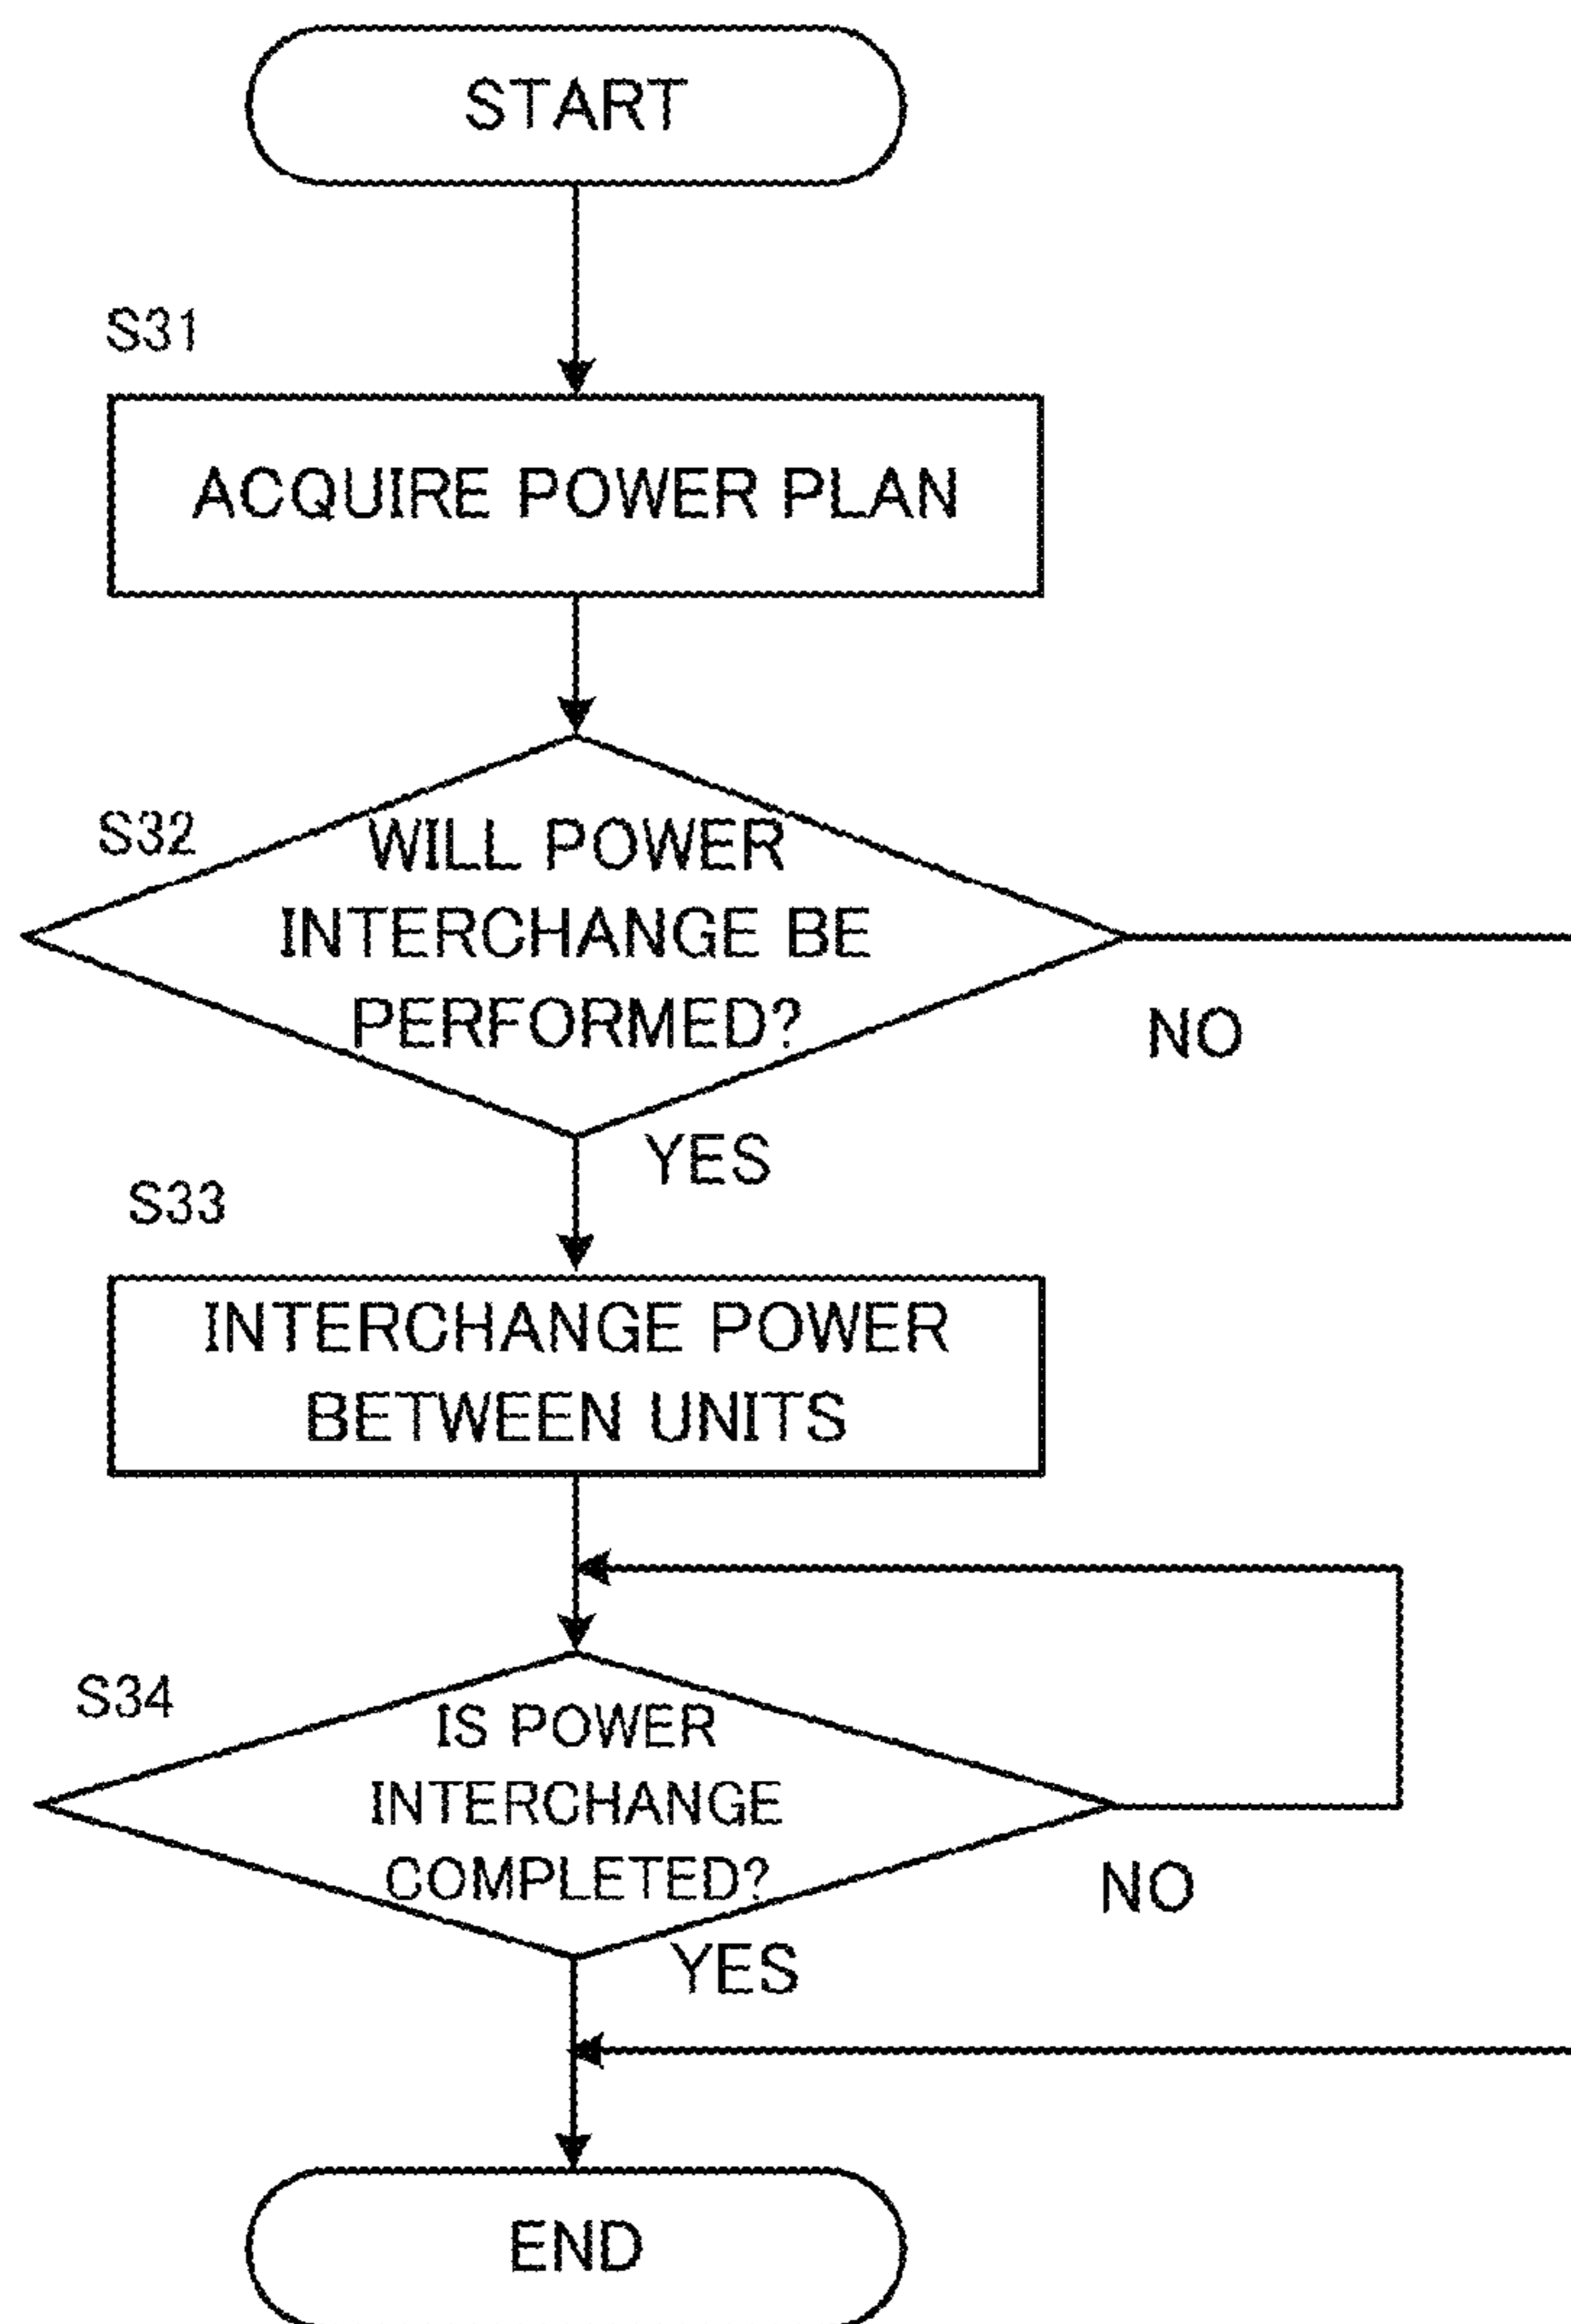 START
S31
ACQUIRE POWER PLAN
S32
WILL POWER
INTERCHANGE BE
PERFORMED?
NO
YES
S33
INTERCHANGE POWER
BETWEEN UNITS
S34
IS POWER
INTERCHANGE
COMPLETED?
NO
YES
END